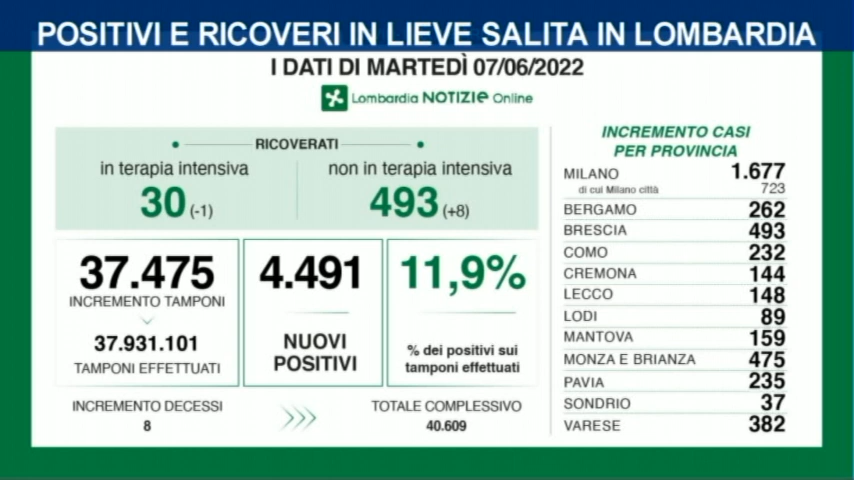 POSITIVI E RICOVERI IN LIEVE SALITA IN LOMBARDIA
I DATI DI MARTEDÌ 07/06/2022
Lombardia NOTIZIE Online
RICOVERATI
in terapia intensiva
30 (-1)
non in terapia intensiva
493 (+8)
37.475
INCREMENTO TAMPONI
37.931.101
TAMPONI EFFETTUATI
4.491
NUOVI
POSITIVI
11,9%
% dei positivi sui
tamponi effettuati
INCREMENTO DECESSI
8
TOTALE COMPLESSIVO
40.609
INCREMENTO CASI
PER PROVINCIA
MILANO 1.677
di cui Milano città 723
BERGAMO 262
BRESCIA 493
COMO 232
CREMONA 144
LECCO 148
LODI 89
MANTOVA 159
MONZA E BRIANZA 475
PAVIA 235
SONDRIO 37
VARESE 382